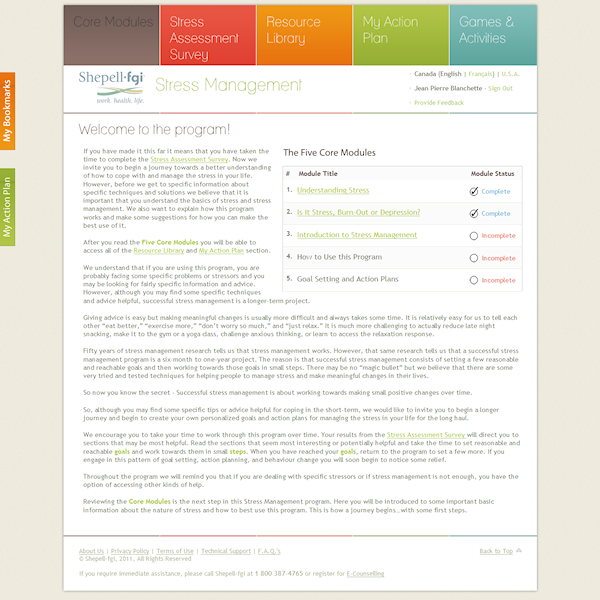 Core Modules
Stress
Assessment
Survey
Resource
Library
My Action
Plan
Games &
Activities
My Bookmarks
My Action Plan
Shepell·fgi
work. health. life.
Stress Management
Canada (English | Français) | U.S.A.
Jean Pierre Blanchette - Sign Out
Provide Feedback
Welcome to the program!
If you have made it this far it means that you have taken the
time to complete the Stress Assessment Survey. Now we
invite you to begin a journey towards a better understanding
of how to cope with and manage the stress in your life.
However, before we get to specific information about
specific techniques and solutions we believe that it is
important that you understand the basics of stress and stress
management. We also want to explain how this program
works and make some suggestions for how you can make the
best use of it.
After you read the Five Core Modules you will be able to
access all of the Resource Library and My Action Plan section.
We understand that if you are using this program, you are
probably facing some specific problems or stressors and you
may be looking for fairly specific information and advice.
However, although you may find some specific techniques
and advice helpful, successful stress management is a longer-term project.
The Five Core Modules
# Module Title Module Status
1. Understanding Stress Complete
2. Is it Stress, Burn-Out or Depression? Complete
3. Introduction to Stress Management Incomplete
4. How to Use this Program Incomplete
5. Goal Setting and Action Plans Incomplete
Giving advice is easy but making meaningful changes is usually more difficult and always takes some time. It is relatively easy for us to tell each
other “eat better,” “exercise more,” “don’t worry so much,” and “just relax.” It is much more challenging to actually reduce late night
snacking, make it to the gym or a yoga class, challenge anxious thinking, or learn to access the relaxation response.
Fifty years of stress management research tells us that stress management works. However, that same research tells us that a successful stress
management program is a six-month to one-year project. The reason is that successful stress management consists of setting a few reasonable
and reachable goals and then working towards those goals in small steps. There may be no “magic bullet” but we believe that there are some
very tried and tested techniques for helping people to manage stress and make meaningful changes in their lives.
So now you know the secret - Successful stress management is about working towards making small positive changes over time.
So, although you may find some specific tips or advice helpful for coping in the short-term, we would like to invite you to begin a longer
journey and begin to create your own personalized goals and action plans for managing the stress in your life for the long haul.
We encourage you to take your time to work through this program over time. Your results from the Stress Assessment Survey will direct you to
sections that may be most helpful. Read the sections that seem most interesting or potentially helpful and take the time to set reasonable and
reachable goals and work towards them in small steps. When you have reached your goals, return to the program to set a few more. If you
engage in this pattern of goal setting, action planning, and behaviour change you will soon begin to notice some relief.
Throughout the program we will remind you that if you are dealing with specific stressors or if stress management is not enough, you have the
option of accessing other kinds of help.
Reviewing the Core Modules is the next step in this Stress Management program. Here you will be introduced to some important basic
information about the nature of stress and how to best use this program. This is how a journey begins...with some first steps.
About Us | Privacy Policy | Terms of Use | Technical Support | F.A.Q.'s
Back to Top
© Shepell-fgi, 2011. All Rights Reserved
If you require immediate assistance, please call Shepell-fgi at 1 800 387-4765 or register for E-Counselling